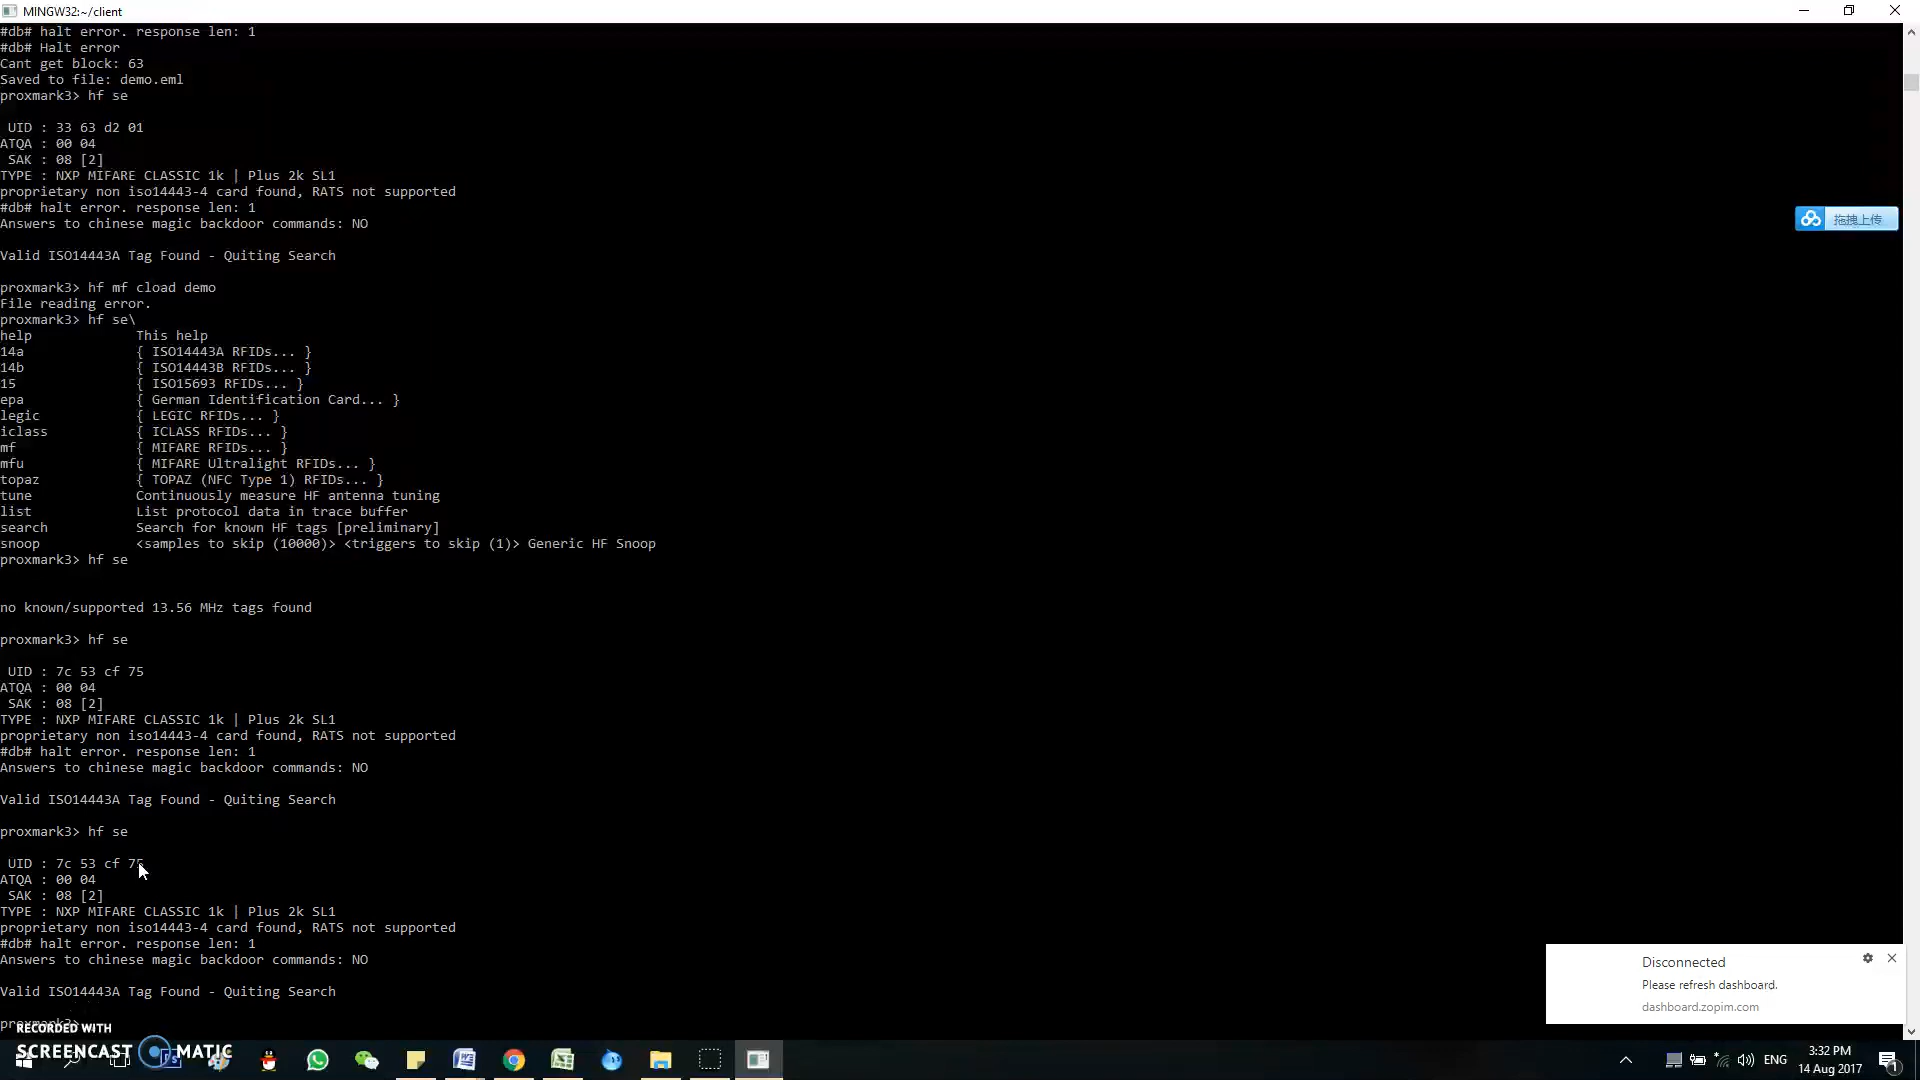 MINGW32:~/client
#db# halt error. response len: 1
#db# Halt error
Cant get block: 63
Saved to file: demo.eml
proxmark3> hf se
UID : 33 63 d2 01
ATQA : 00 04
SAK : 08 [2]
TYPE : NXP MIFARE CLASSIC 1k | Plus 2k SL1
proprietary non iso14443-4 card found, RATS not supported
#db# halt error. response len: 1
Answers to chinese magic backdoor commands: NO
拖拽上传
Valid ISO14443A Tag Found - Quiting Search
proxmark3> hf mf cload demo
File reading error.
proxmark3> hf se\
help This help
14a { ISO14443A RFIDs... }
14b { ISO14443B RFIDs... }
15 { ISO15693 RFIDs... }
epa { German Identification Card... }
legic { LEGIC RFIDs... }
iclass { ICLASS RFIDs... }
mf { MIFARE RFIDs... }
mfu { MIFARE Ultralight RFIDs... }
topaz { TOPAZ (NFC Type 1) RFIDs... }
tune Continuously measure HF antenna tuning
list List protocol data in trace buffer
search Search for known HF tags [preliminary]
snoop <samples to skip (10000)> <triggers to skip (1)> Generic HF Snoop
proxmark3> hf se
no known/supported 13.56 MHz tags found
proxmark3> hf se
UID : 7c 53 cf 75
ATQA : 00 04
SAK : 08 [2]
TYPE : NXP MIFARE CLASSIC 1k | Plus 2k SL1
proprietary non iso14443-4 card found, RATS not supported
#db# halt error. response len: 1
Answers to chinese magic backdoor commands: NO
Valid ISO14443A Tag Found - Quiting Search
proxmark3> hf se
UID : 7c 53 cf 75
ATQA : 00 04
SAK : 08 [2]
TYPE : NXP MIFARE CLASSIC 1k | Plus 2k SL1
proprietary non iso14443-4 card found, RATS not supported
#db# halt error. response len: 1
Answers to chinese magic backdoor commands: NO
Valid ISO14443A Tag Found - Quiting Search
proxmark3>
Disconnected
Please refresh dashboard.
dashboard.zopim.com
RECORDED WITH
SCREENCAST MATIC
ENG
3:32 PM
14 Aug 2017
1